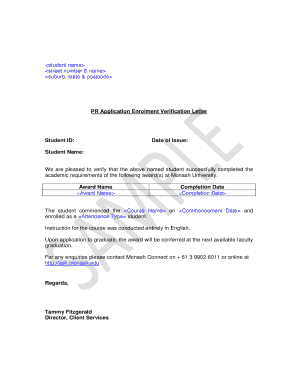 <student name>
<street number & name>
<suburb, state & postcode>
PR Application Enrolment Verification Letter
Student ID: Date of Issue:
Student Name:
We are pleased to verify that the above named student successfully completed the
academic requirements of the following award(s) at Monash University:
Award Name Completion Date
<Award Name> <Completion Date>
The student commenced the <Course Name> on <Commencement Date> and
enrolled as a <Attendance Type> student.
Instruction for the course was conducted entirely in English.
Upon application to graduate, the award will be conferred at the next available faculty
graduation.
For any enquiries please contact Monash Connect on + 61 3 9902 6011 or online at
http://ask.monash.edu
Regards,
Tammy Fitzgerald
Director, Client Services
SAMPLE